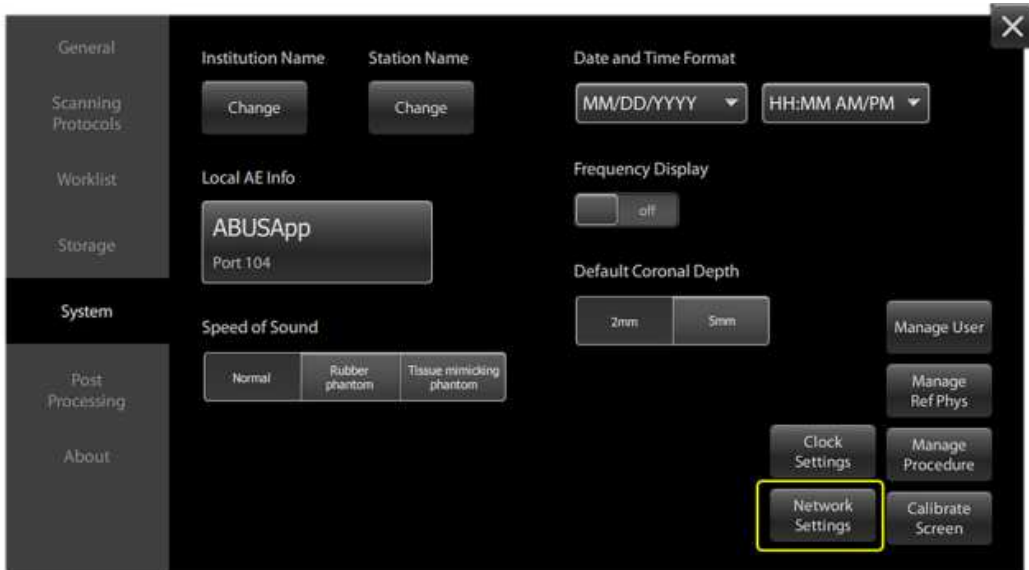 General
Scanning
Protocols
Worklist
Storage
System
Post
Processing
About
Institution Name
Change
Station Name
Change
Local AE Info
ABUSApp
Port 104
Speed of Sound
Normal
Rubber
phantom
Tissue mimicking
phantom
Date and Time Format
MM/DD/YYYY
HH:MM AM/PM
Frequency Display
off
Default Coronal Depth
2mm
5mm
Manage User
Manage
Ref Phys
Clock
Settings
Manage
Procedure
Network
Settings
Calibrate
Screen